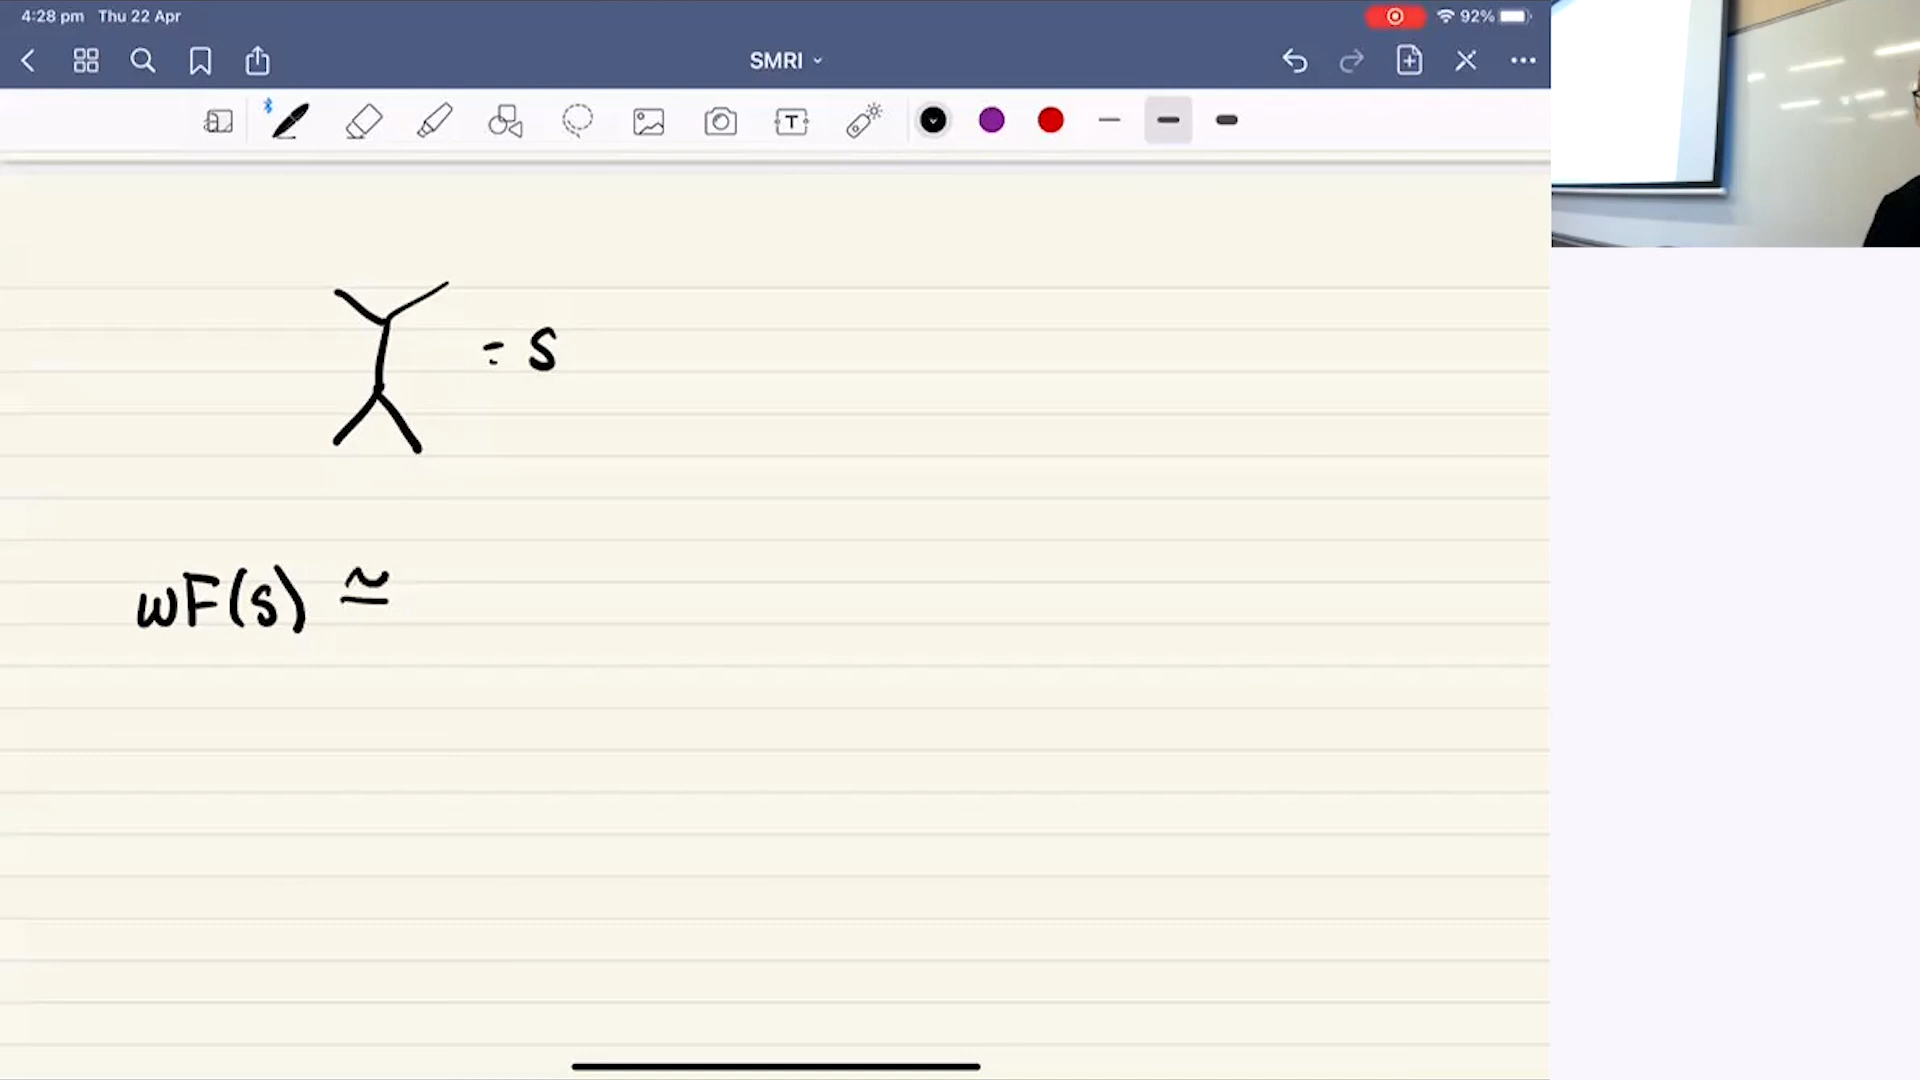 4:28 pm Thu 22 Apr
92%
SMRI
T
= S
wF(s) ≅